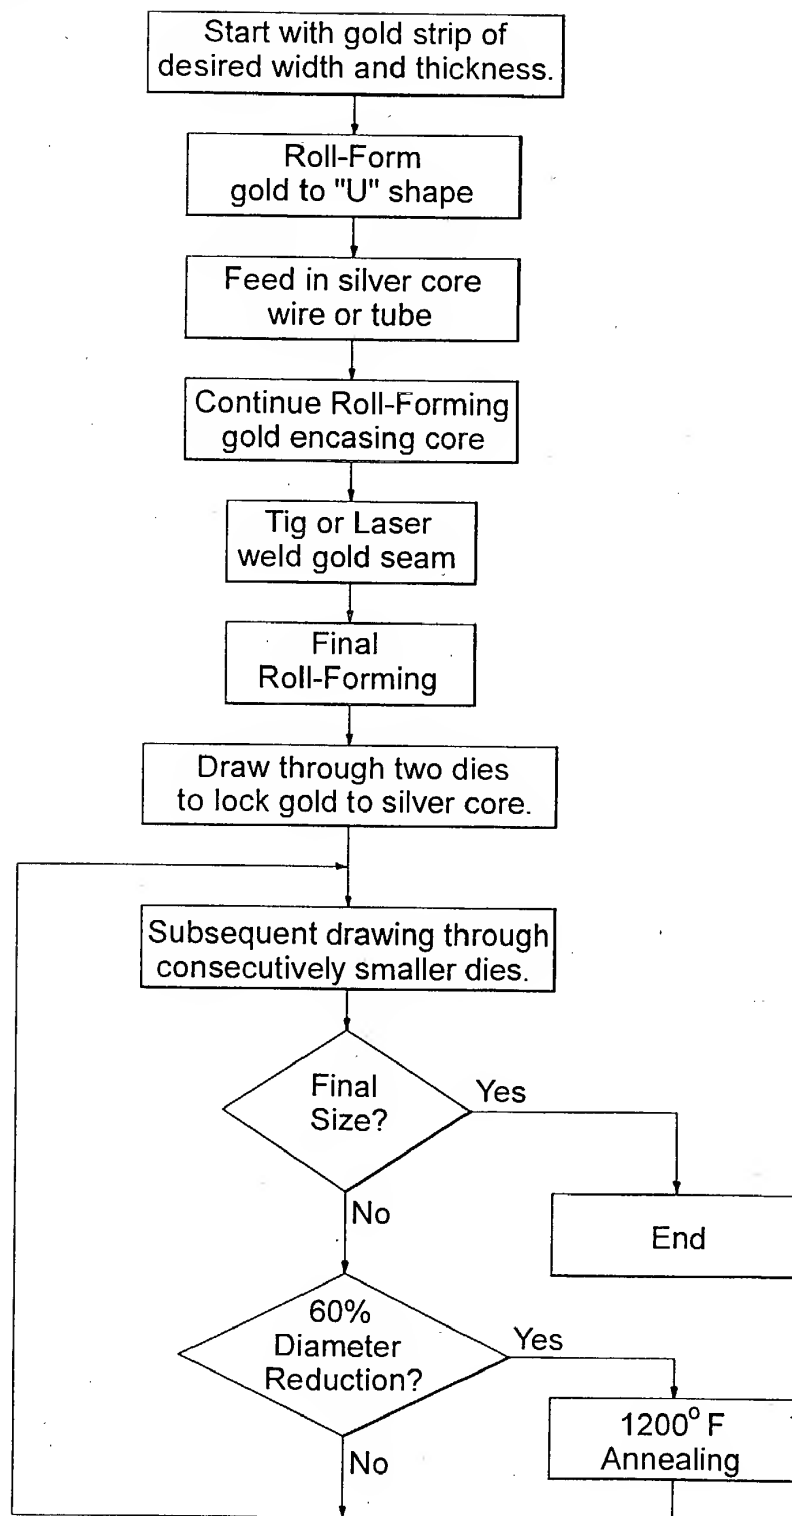 Start with gold strip of
desired width and thickness.
Roll-Form
gold to "U" shape
Feed in silver core
wire or tube
Continue Roll-Forming
gold encasing core
Tig or Laser
weld gold seam
Final
Roll-Forming
Draw through two dies
to lock gold to silver core.
Subsequent drawing through
consecutively smaller dies.
Final
Size?
Yes
No
End
60%
Diameter
Reduction?
Yes
No
1200° F
Annealing